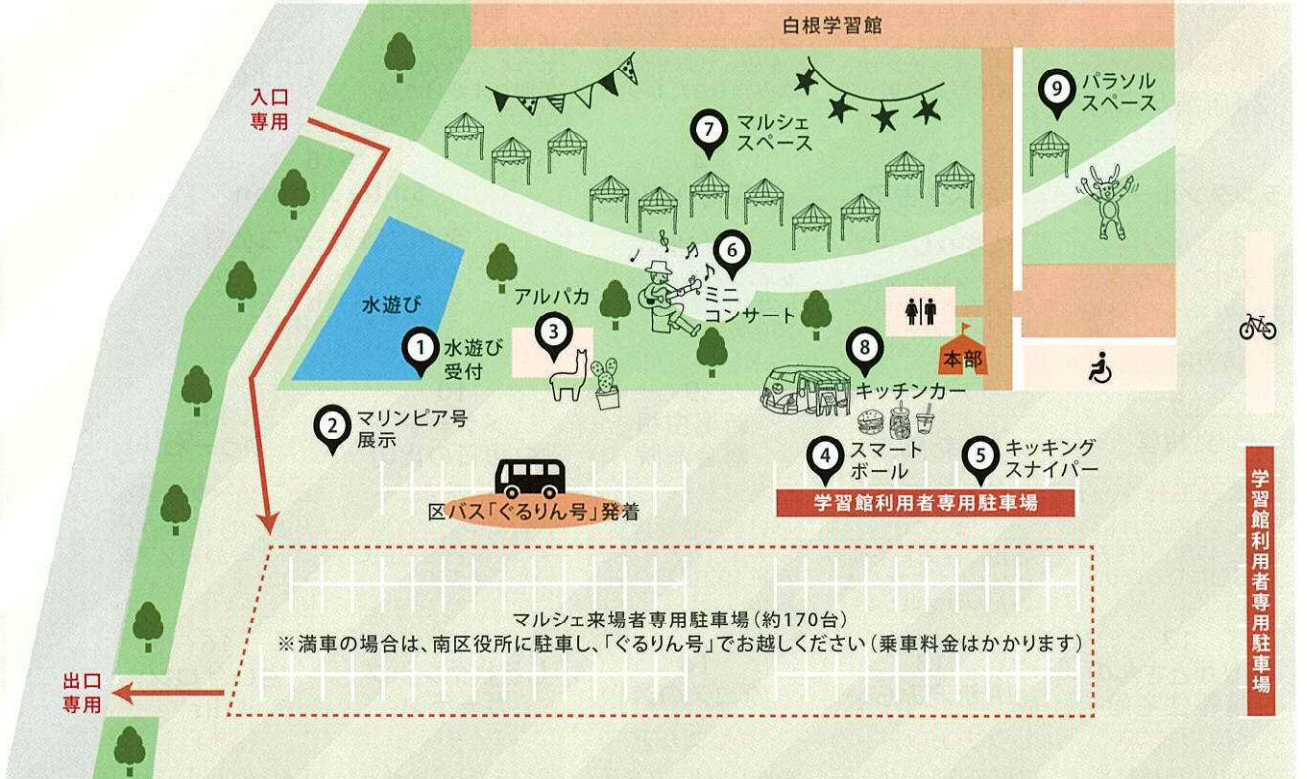 白根学習館
入口
専用
9
パラソル
スペース
7
マルシェ
スペース
6
ミニ
コンサート
水遊び
アルパカ
3
1
水遊び
受付
8
キッチンカー
本部
2
マリンピア号
展示
4
スマート
ボール
5
キッキング
スナイパー
区バス「ぐるりん号」発着
学習館利用者専用駐車場
学習館利用者専用駐車場
マルシェ来場者専用駐車場(約170台)
※満車の場合は、南区役所に駐車し、「ぐるりん号」でお越しください(乗車料金はかかります)
出口
専用